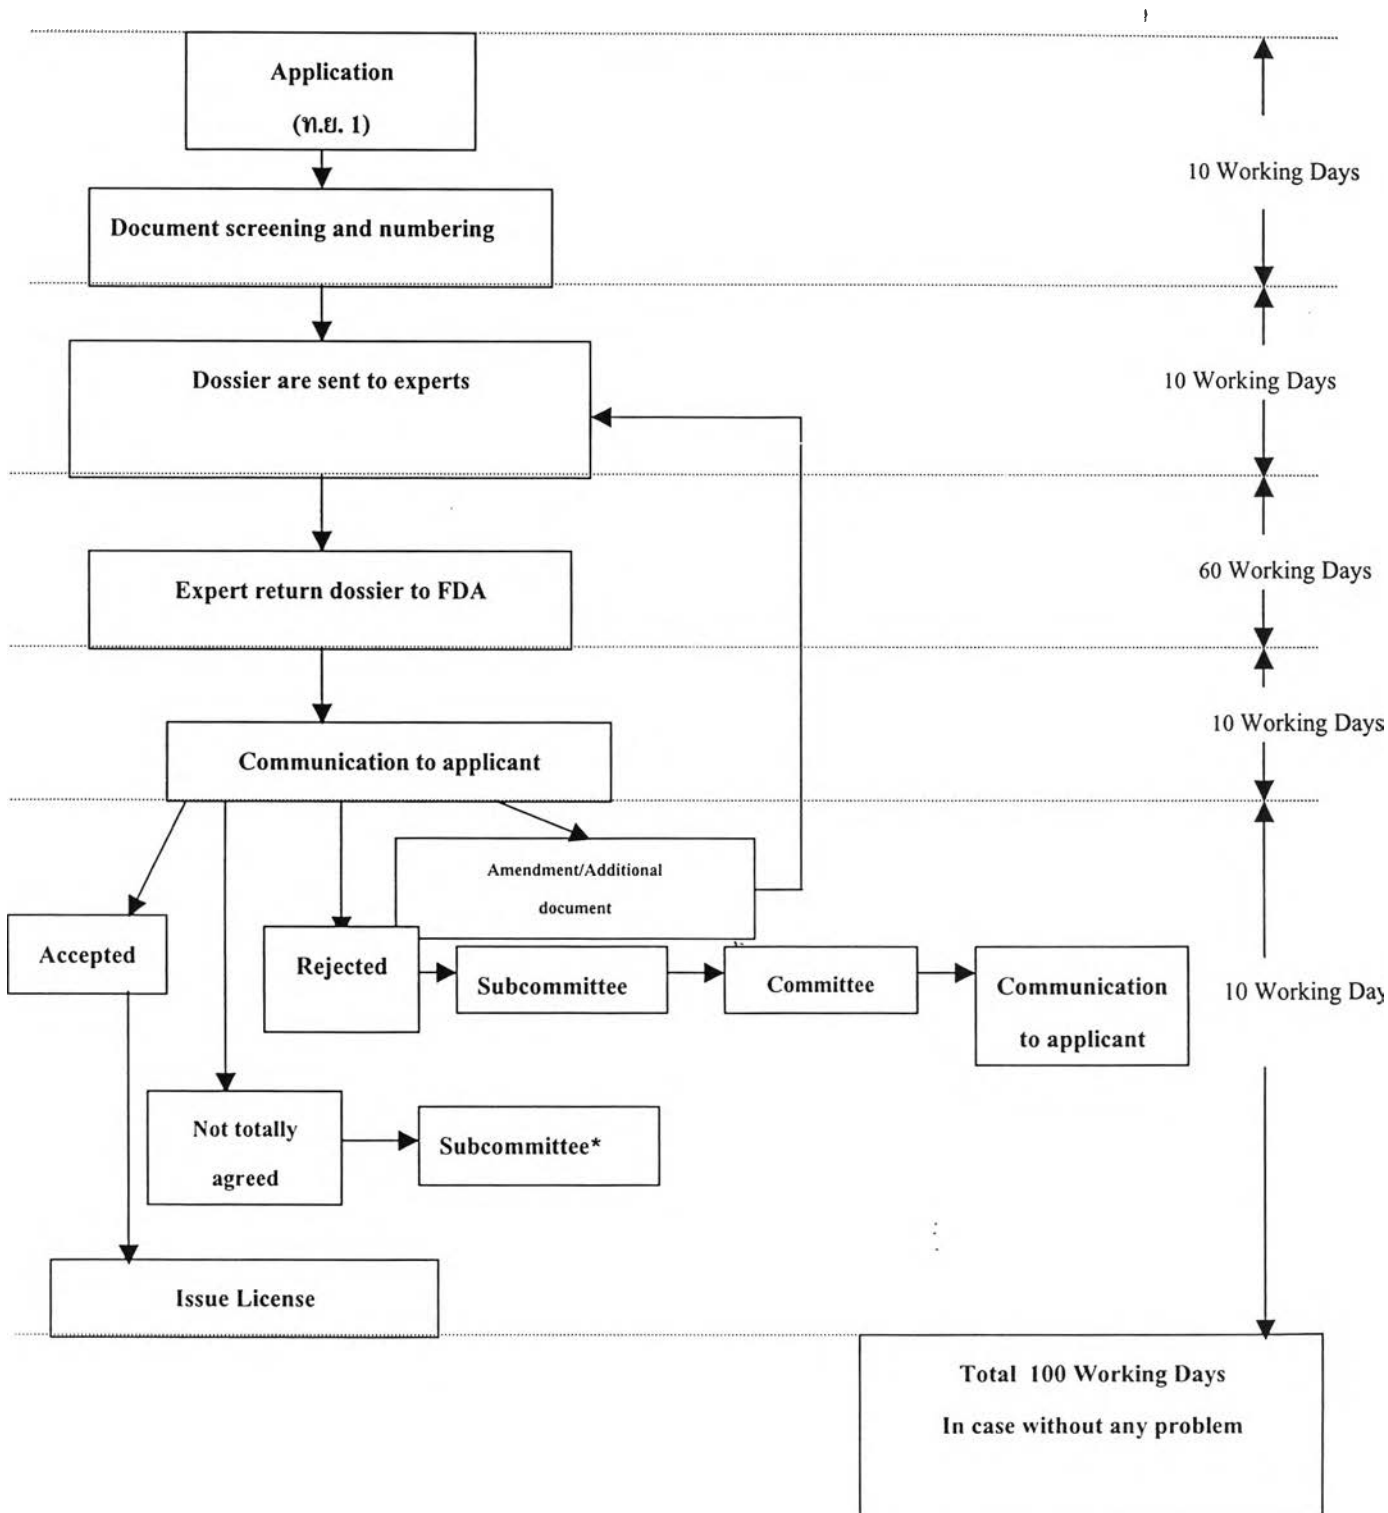 Application
(ท.ย. 1)
10 Working Days
Document screening and numbering
Dossier are sent to experts
10 Working Days
Expert return dossier to FDA
60 Working Days
Communication to applicant
10 Working Days
Amendment/Additional
document
Accepted
Rejected
Subcommittee
Committee
Communication
to applicant
10 Working Day
Not totally
agreed
Subcommittee*
Issue License
Total 100 Working Days
In case without any problem